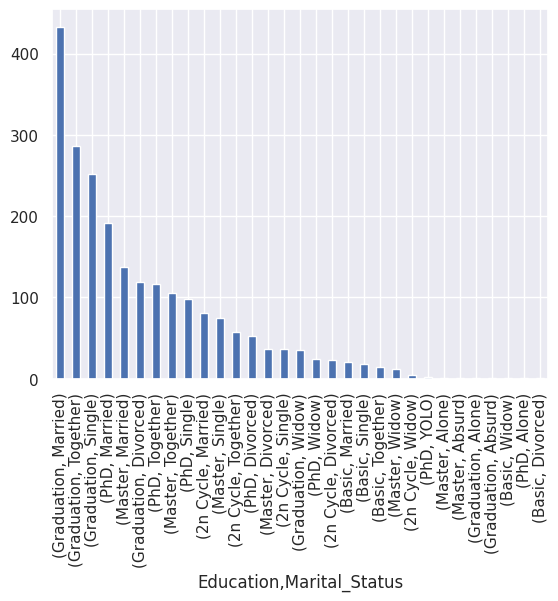 400
300
200
100
0
(Graduation, Married)
(Graduation, Together)
(Graduation, Single)
(PhD, Married)
(Master, Married)
(Graduation, Divorced)
(PhD, Together)
(Master, Together)
(PhD, Single)
(2n Cycle, Married)
(Master, Single)
(2n Cycle, Together)
(PhD, Divorced)
(Master, Divorced)
(2n Cycle, Single)
(Graduation, Widow)
(PhD, Widow)
(2n Cycle, Divorced)
(Basic, Married)
(Basic, Single)
(Basic, Together)
(Master, Widow)
(2n Cycle, Widow)
(PhD, YOLO)
(Master, Alone)
(Master, Absurd)
(Graduation, Alone)
(Graduation, Absurd)
(Basic, Widow)
(PhD, Alone)
(Basic, Divorced)
Education,Marital_Status